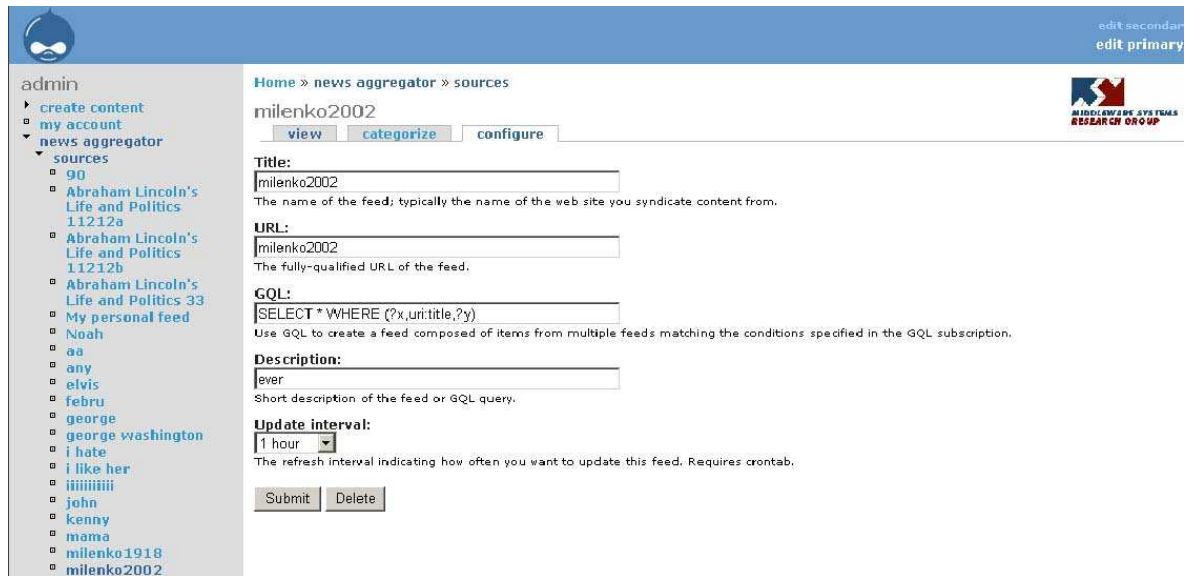 edit secondar
edit primary
admin
create content
my account
news aggregator
sources
90
Abraham Lincoln's
Life and Politics
11212a
Abraham Lincoln's
Life and Politics
11212b
Abraham Lincoln's
Life and Politics 33
My personal feed
Noah
aa
any
elvis
febru
george
george washington
i hate
i like her
iiiiiiiiii
john
kenny
mama
milenko1918
milenko2002
Home » news aggregator » sources
MIDDLEWARE SYSTEMS
RESEARCH GROUP
milenko2002
view categorize configure
Title:
milenko2002
The name of the feed; typically the name of the web site you syndicate content from.
URL:
milenko2002
The fully-qualified URL of the feed.
GQL:
SELECT * WHERE (?x,uri:title,?y)
Use GQL to create a feed composed of items from multiple feeds matching the conditions specified in the GQL subscription.
Description:
ever
Short description of the feed or GQL query.
Update interval:
1 hour
The refresh interval indicating how often you want to update this feed. Requires crontab.
Submit Delete